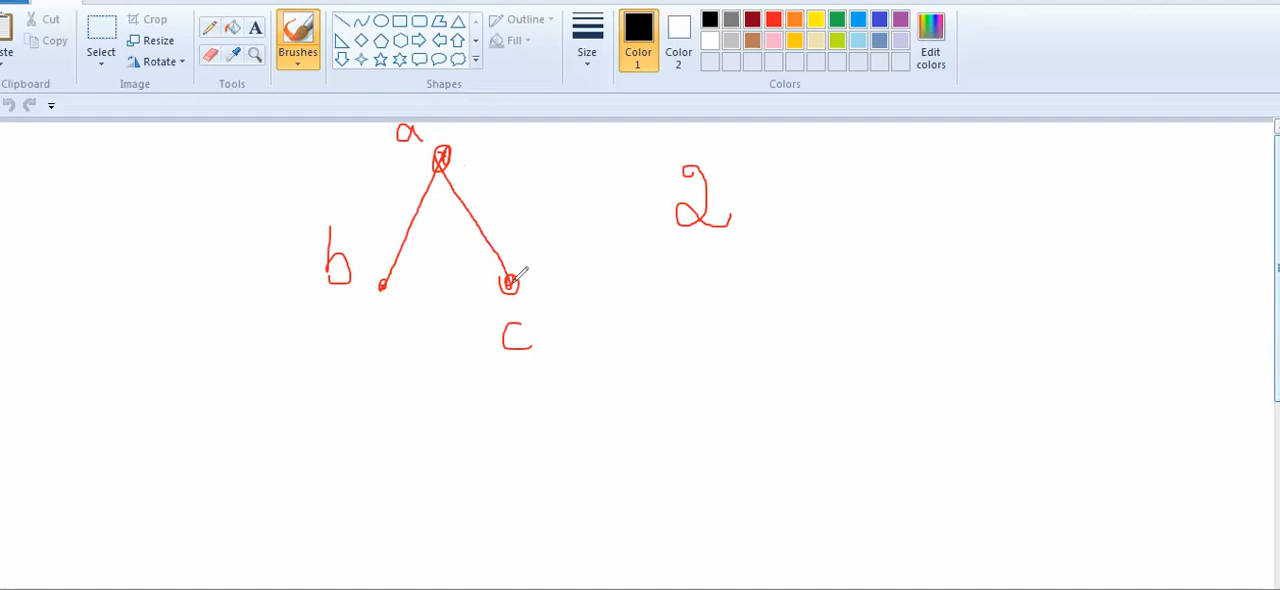 Cut
Copy
ste
Clipboard
Select
Crop
Resize
Rotate
Image
A
Tools
Brushes
Outline
Fill
Shapes
Size
Color 1
Color 2
Edit colors
Colors
a
b
c
2